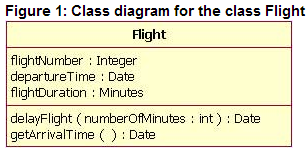 Figure 1: Class diagram for the class Flight
Flight
flightNumber : Integer
departureTime : Date
flightDuration : Minutes
delayFlight ( numberOfMinutes : int ) : Date
getArrivalTime ( ) : Date